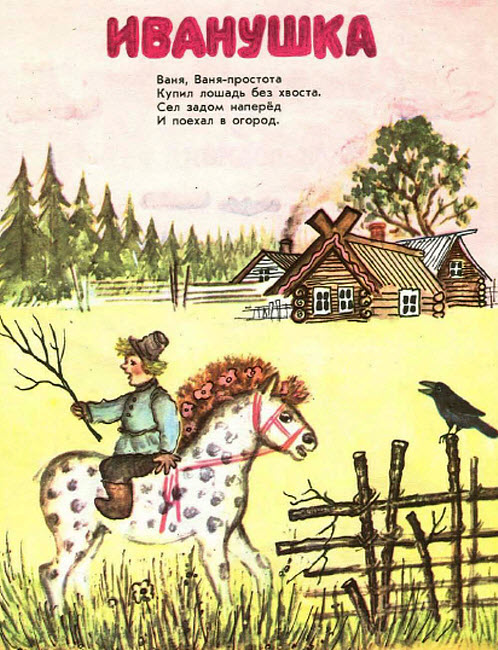 ИВАНУШКА
Ваня, Ваня-простота
Купил лошадь без хвоста.
Сел задом наперёд
И поехал в огород.